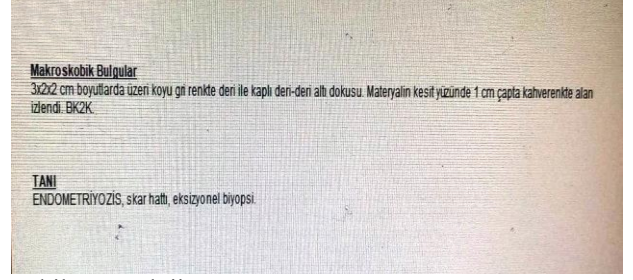 Makroskobik Bulgular
3x2x2 cm boyutlarda üzeri koyu gri renkte deri ile kaplı deri-deri altı dokusu. Materyalin kesit yüzünde 1 cm çapta kahverenkte alan
izlendi. BK2K.
TANI
ENDOMETRİYOZİS, skar hattı, eksizyonel biyopsi.